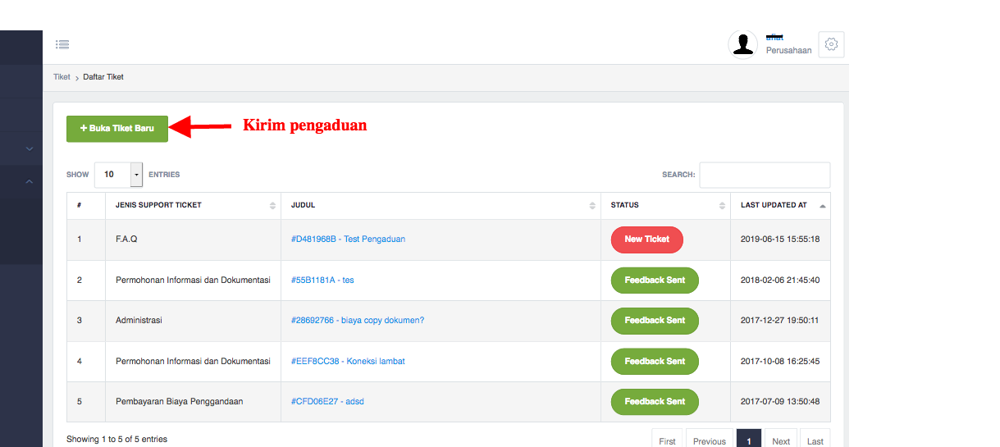 Perusahaan
Tiket > Daftar Tiket
+ Buka Tiket Baru
Kirim pengaduan
SHOW 10 ENTRIES
SEARCH:
# JENIS SUPPORT TICKET JUDUL STATUS LAST UPDATED AT
1 F.A.Q #D481968B - Test Pengaduan New Ticket 2019-06-15 15:55:18
2 Permohonan Informasi dan Dokumentasi #55B1181A - tes Feedback Sent 2018-02-06 21:45:40
3 Administrasi #28692766 - biaya copy dokumen? Feedback Sent 2017-12-27 19:50:11
4 Permohonan Informasi dan Dokumentasi #EEF8CC38 - Koneksi lambat Feedback Sent 2017-10-08 16:25:45
5 Pembayaran Biaya Penggandaan #CFD06E27 - adsd Feedback Sent 2017-07-09 13:50:48
Showing 1 to 5 of 5 entries
First Previous 1 Next Last